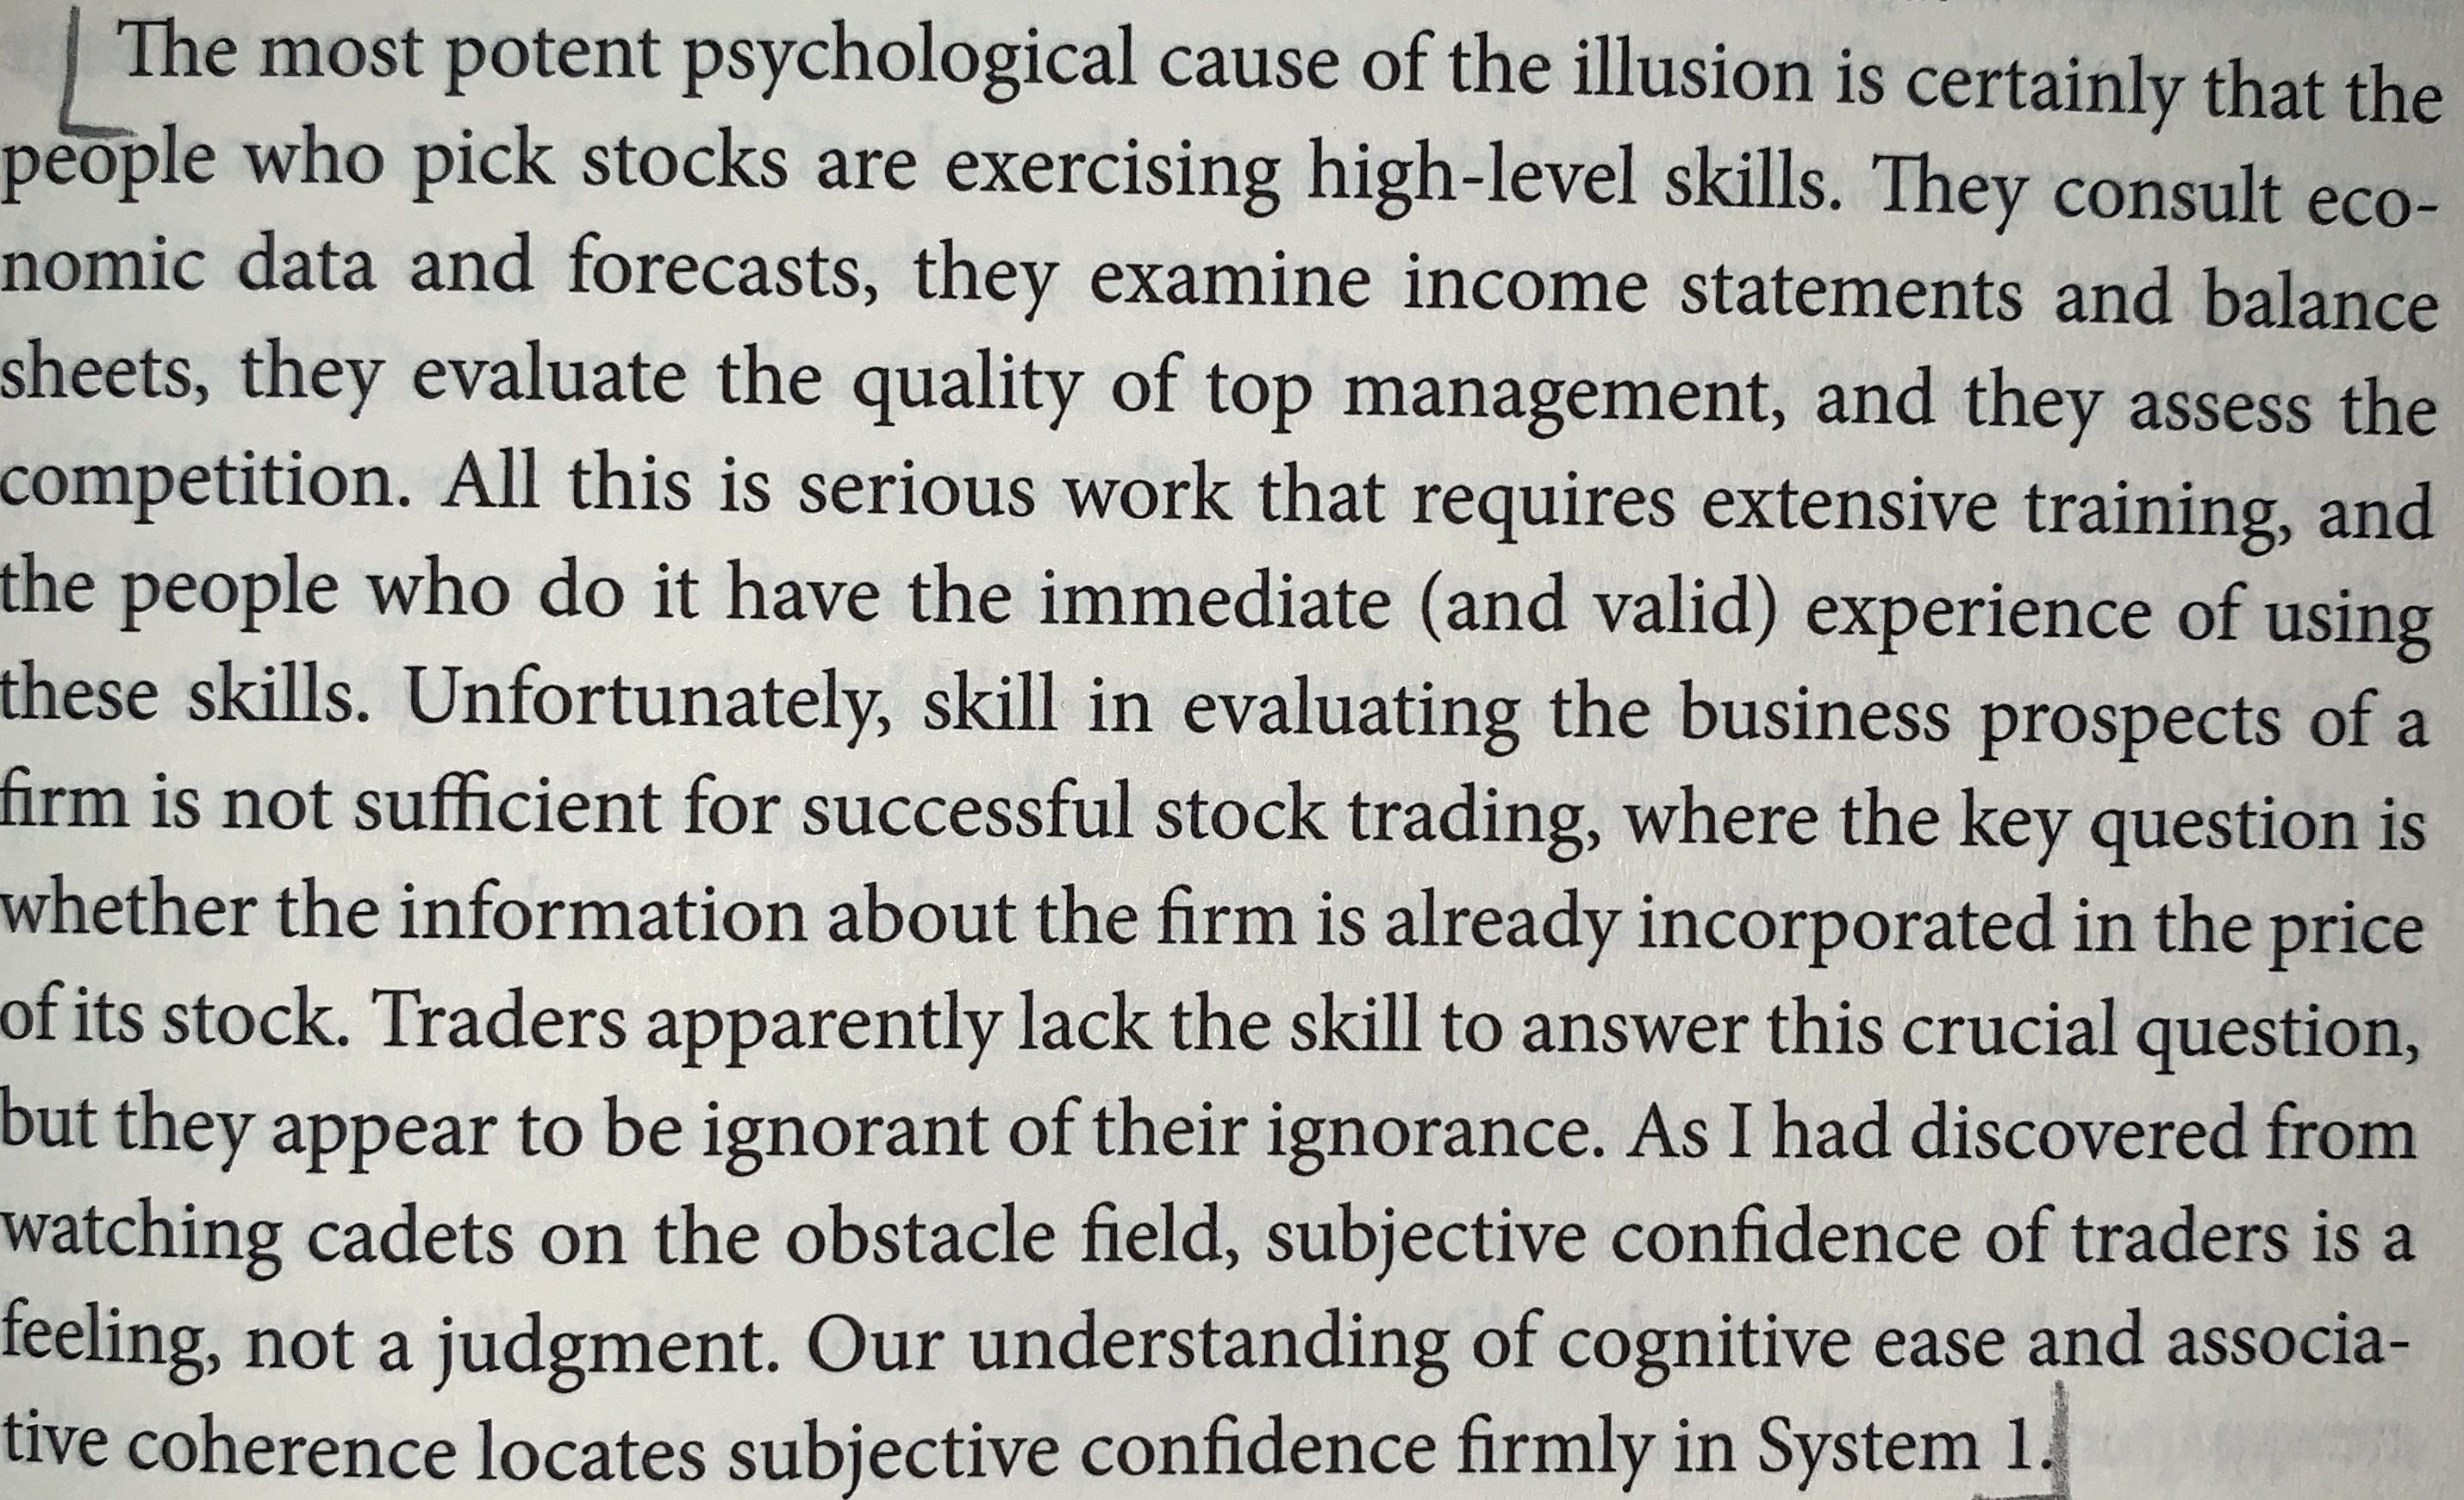 The most potent psychological cause of the illusion is certainly that the
people who pick stocks are exercising high-level skills. They consult eco-
nomic data and forecasts, they examine income statements and balance
sheets, they evaluate the quality of top management, and they assess the
competition. All this is serious work that requires extensive training, and
the people who do it have the immediate (and valid) experience of using
these skills. Unfortunately, skill in evaluating the business prospects of a
firm is not sufficient for successful stock trading, where the key question is
whether the information about the firm is already incorporated in the price
of its stock. Traders apparently lack the skill to answer this crucial question,
but they appear to be ignorant of their ignorance. As I had discovered from
watching cadets on the obstacle field, subjective confidence of traders is a
feeling, not a judgment. Our understanding of cognitive ease and associa-
tive coherence locates subjective confidence firmly in System 1.